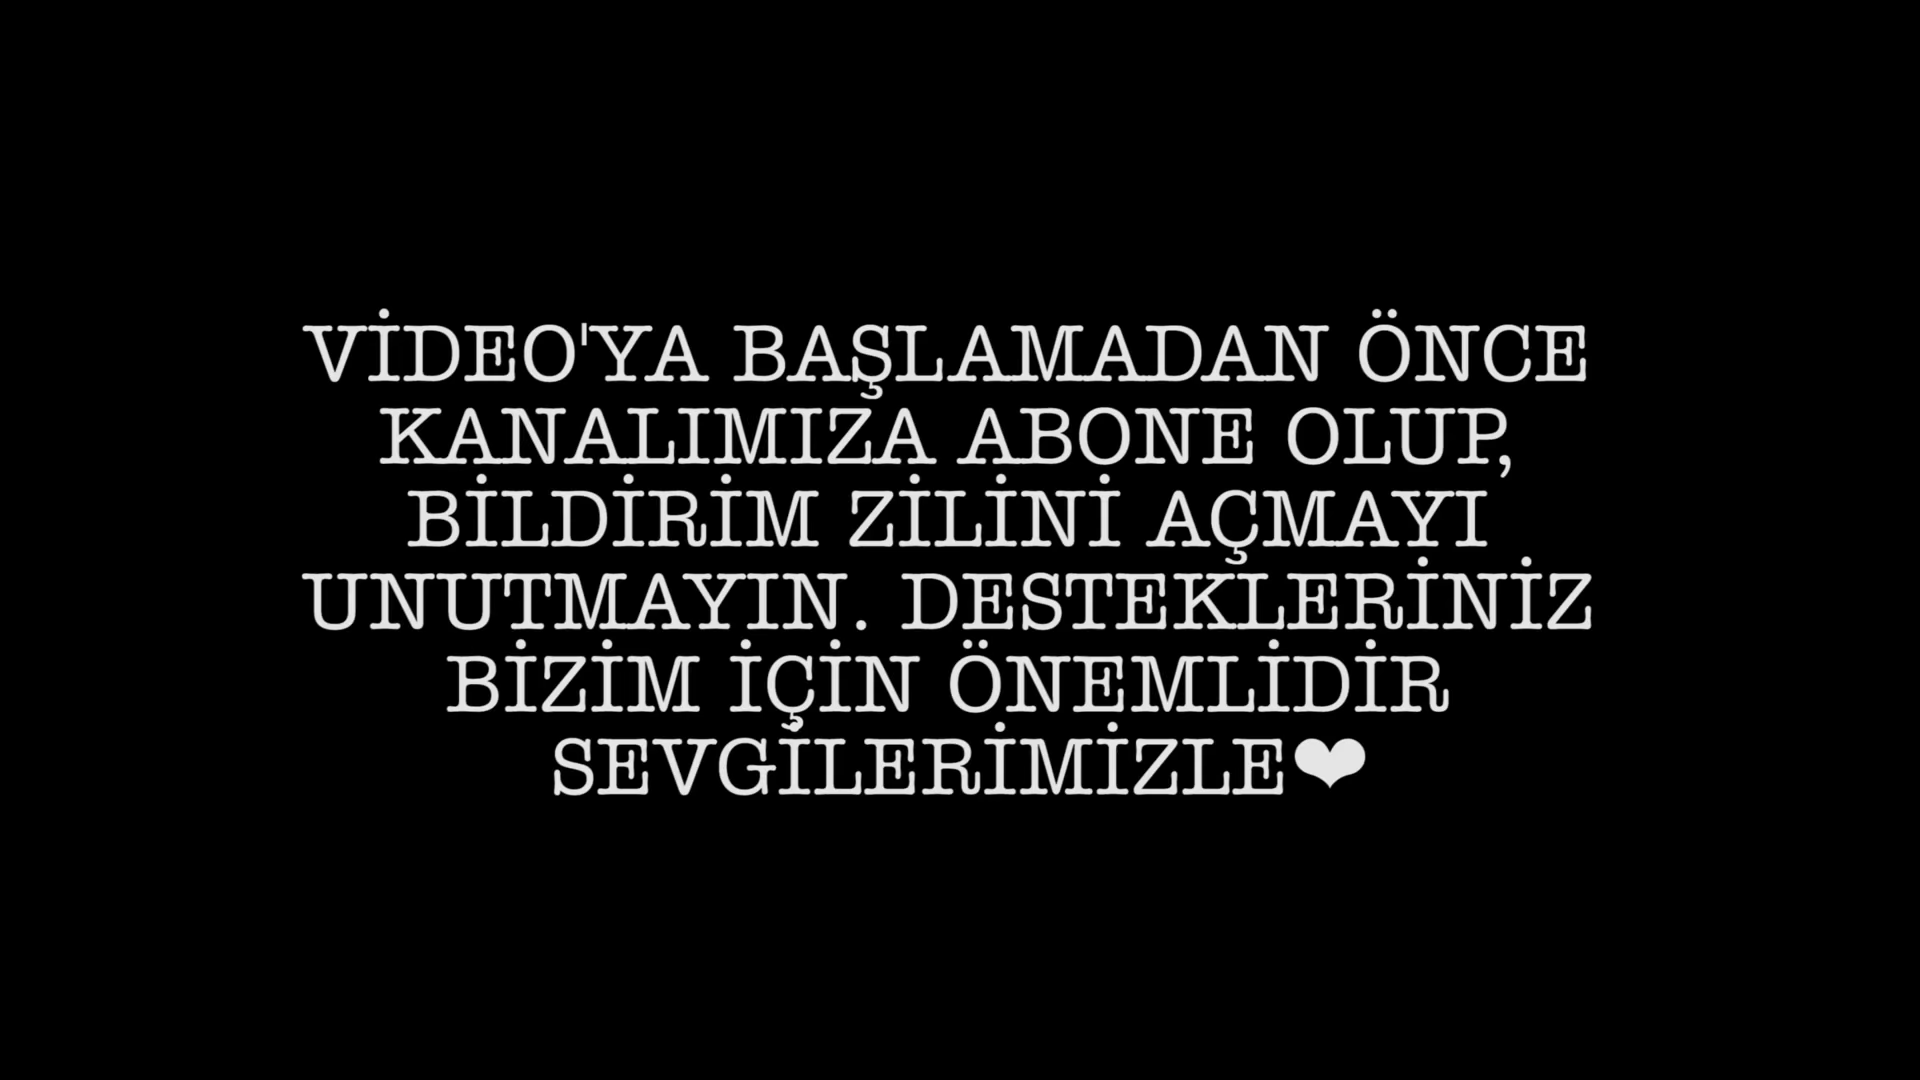 VİDEO'YA BAŞLAMADAN ÖNCE
KANALIMIZA ABONE OLUP,
BİLDİRİM ZİLİNİ AÇMAYI
UNUTMAYIN. DESTEKLERİNİZ
BİZİM İÇİN ÖNEMLİDİR
SEVGİLERİMİZLE❤